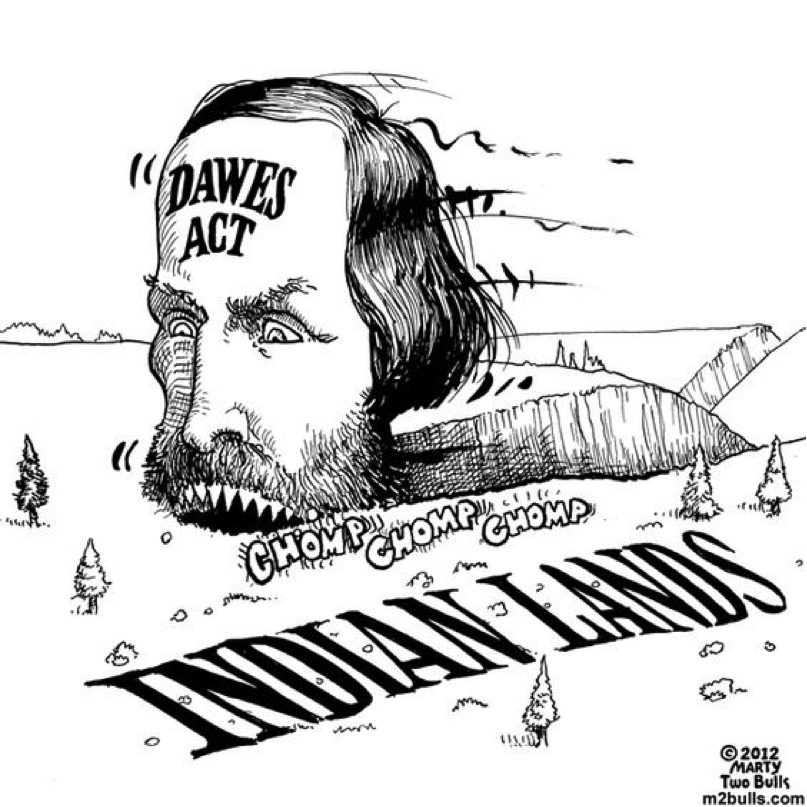 DAWES
ACT
CHOMP CHOMP CHOMP
INDIAN LANDS
© 2012
MARTY
TWO BULLS
m2bulls.com